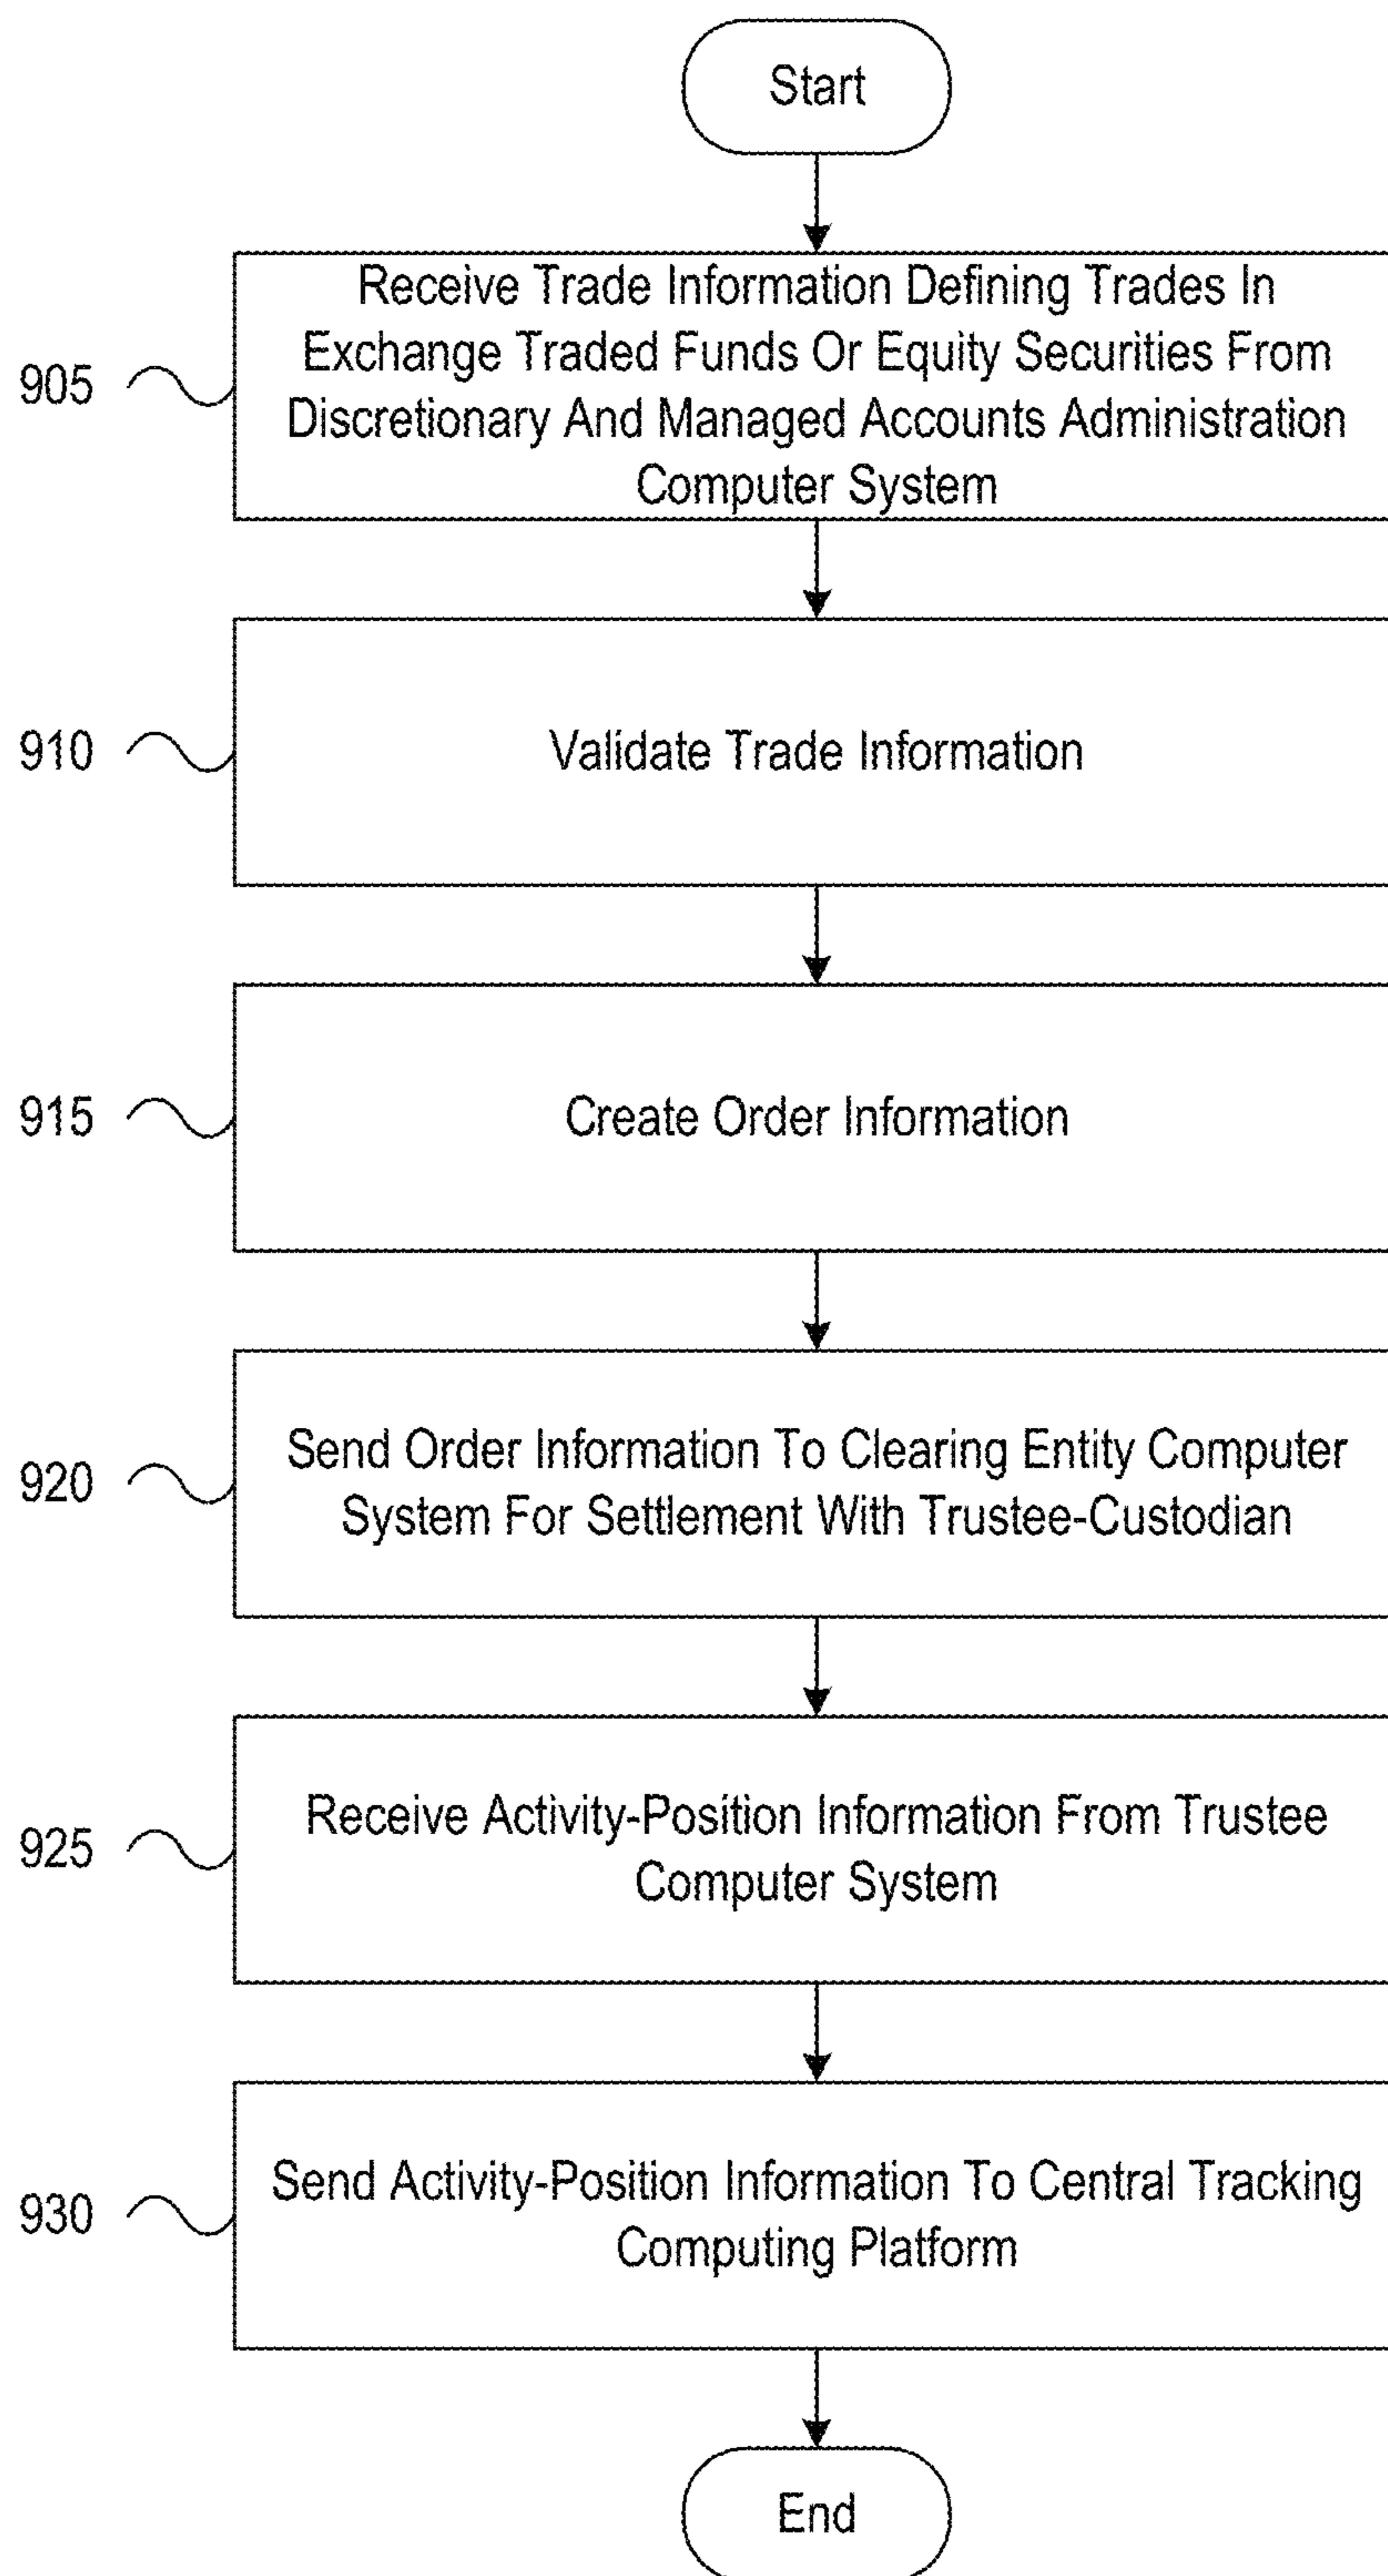 Start
Receive Trade Information Defining Trades In
Exchange Traded Funds Or Equity Securities From
Discretionary And Managed Accounts Administration
Computer System
905
Validate Trade Information
910
Create Order Information
915
Send Order Information To Clearing Entity Computer
System For Settlement With Trustee-Custodian
920
Receive Activity-Position Information From Trustee
Computer System
925
Send Activity-Position Information To Central Tracking
Computing Platform
930
End